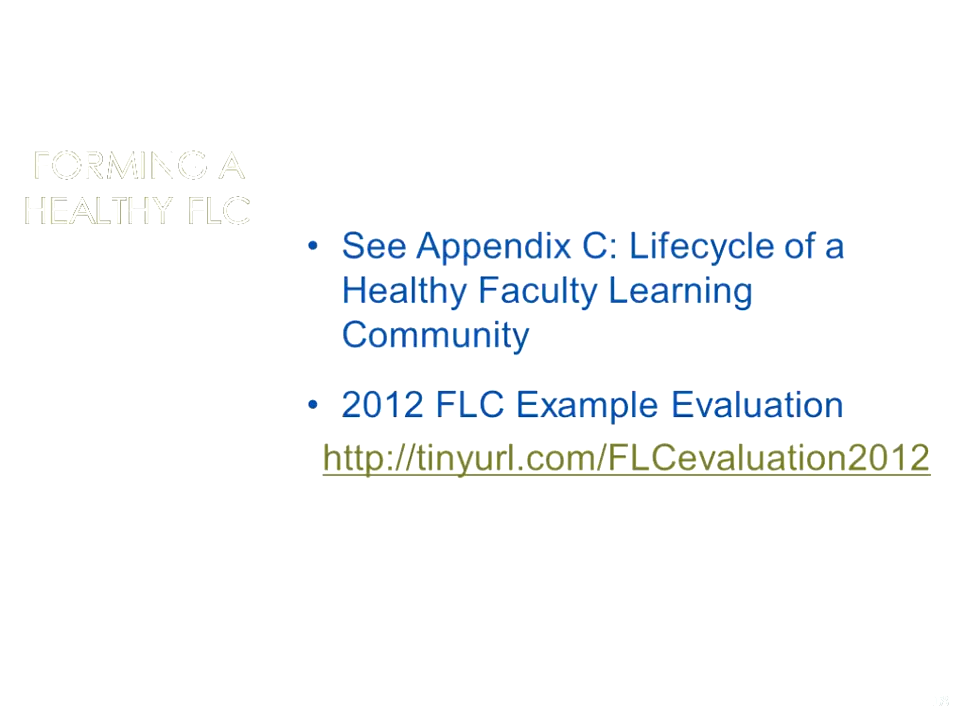 FORMING A
HEALTHY FLC
• See Appendix C: Lifecycle of a
Healthy Faculty Learning
Community
• 2012 FLC Example Evaluation
http://tinyurl.com/FLCevaluation2012